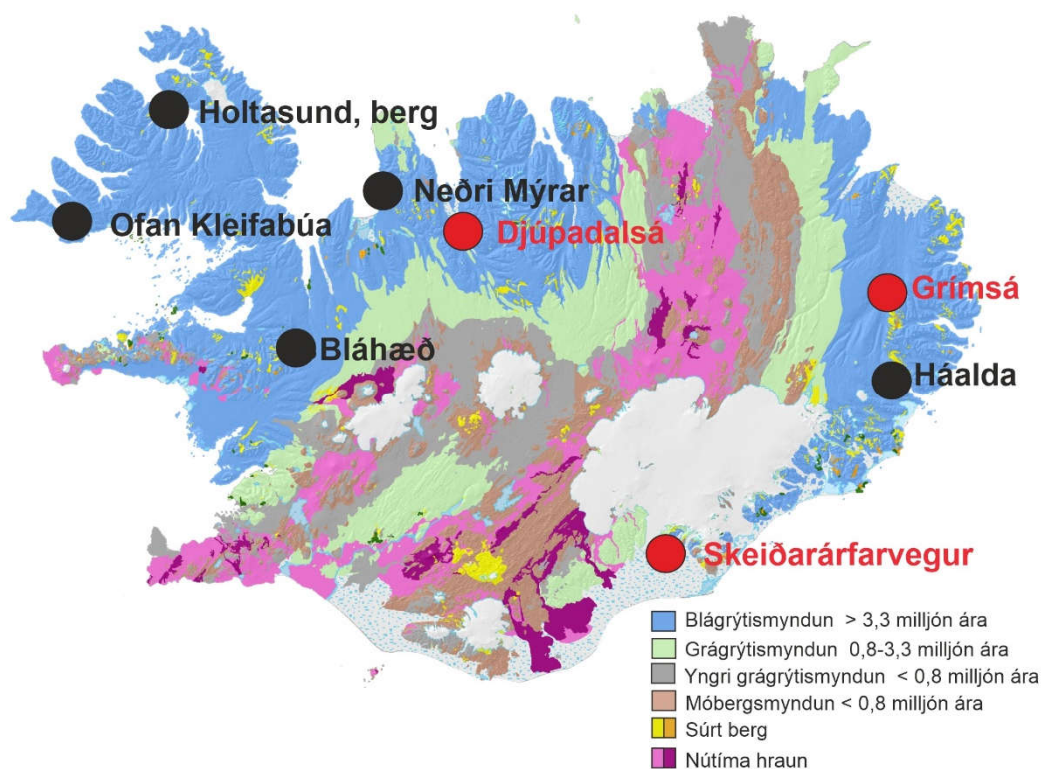 Holtasund, berg
Neðri Mýrar
Ofan Kleifabúa
Djúpadalsá
Grímsá
Bláhæð
Háalda
Skeiðarárfarvegur
Blágrýtismyndun > 3,3 milljón ára
Grágrýtismyndun 0,8-3,3 milljón ára
Yngri grágrýtismyndun < 0,8 milljón ára
Móbergsmyndun < 0,8 milljón ára
Súrt berg
Nútíma hraun